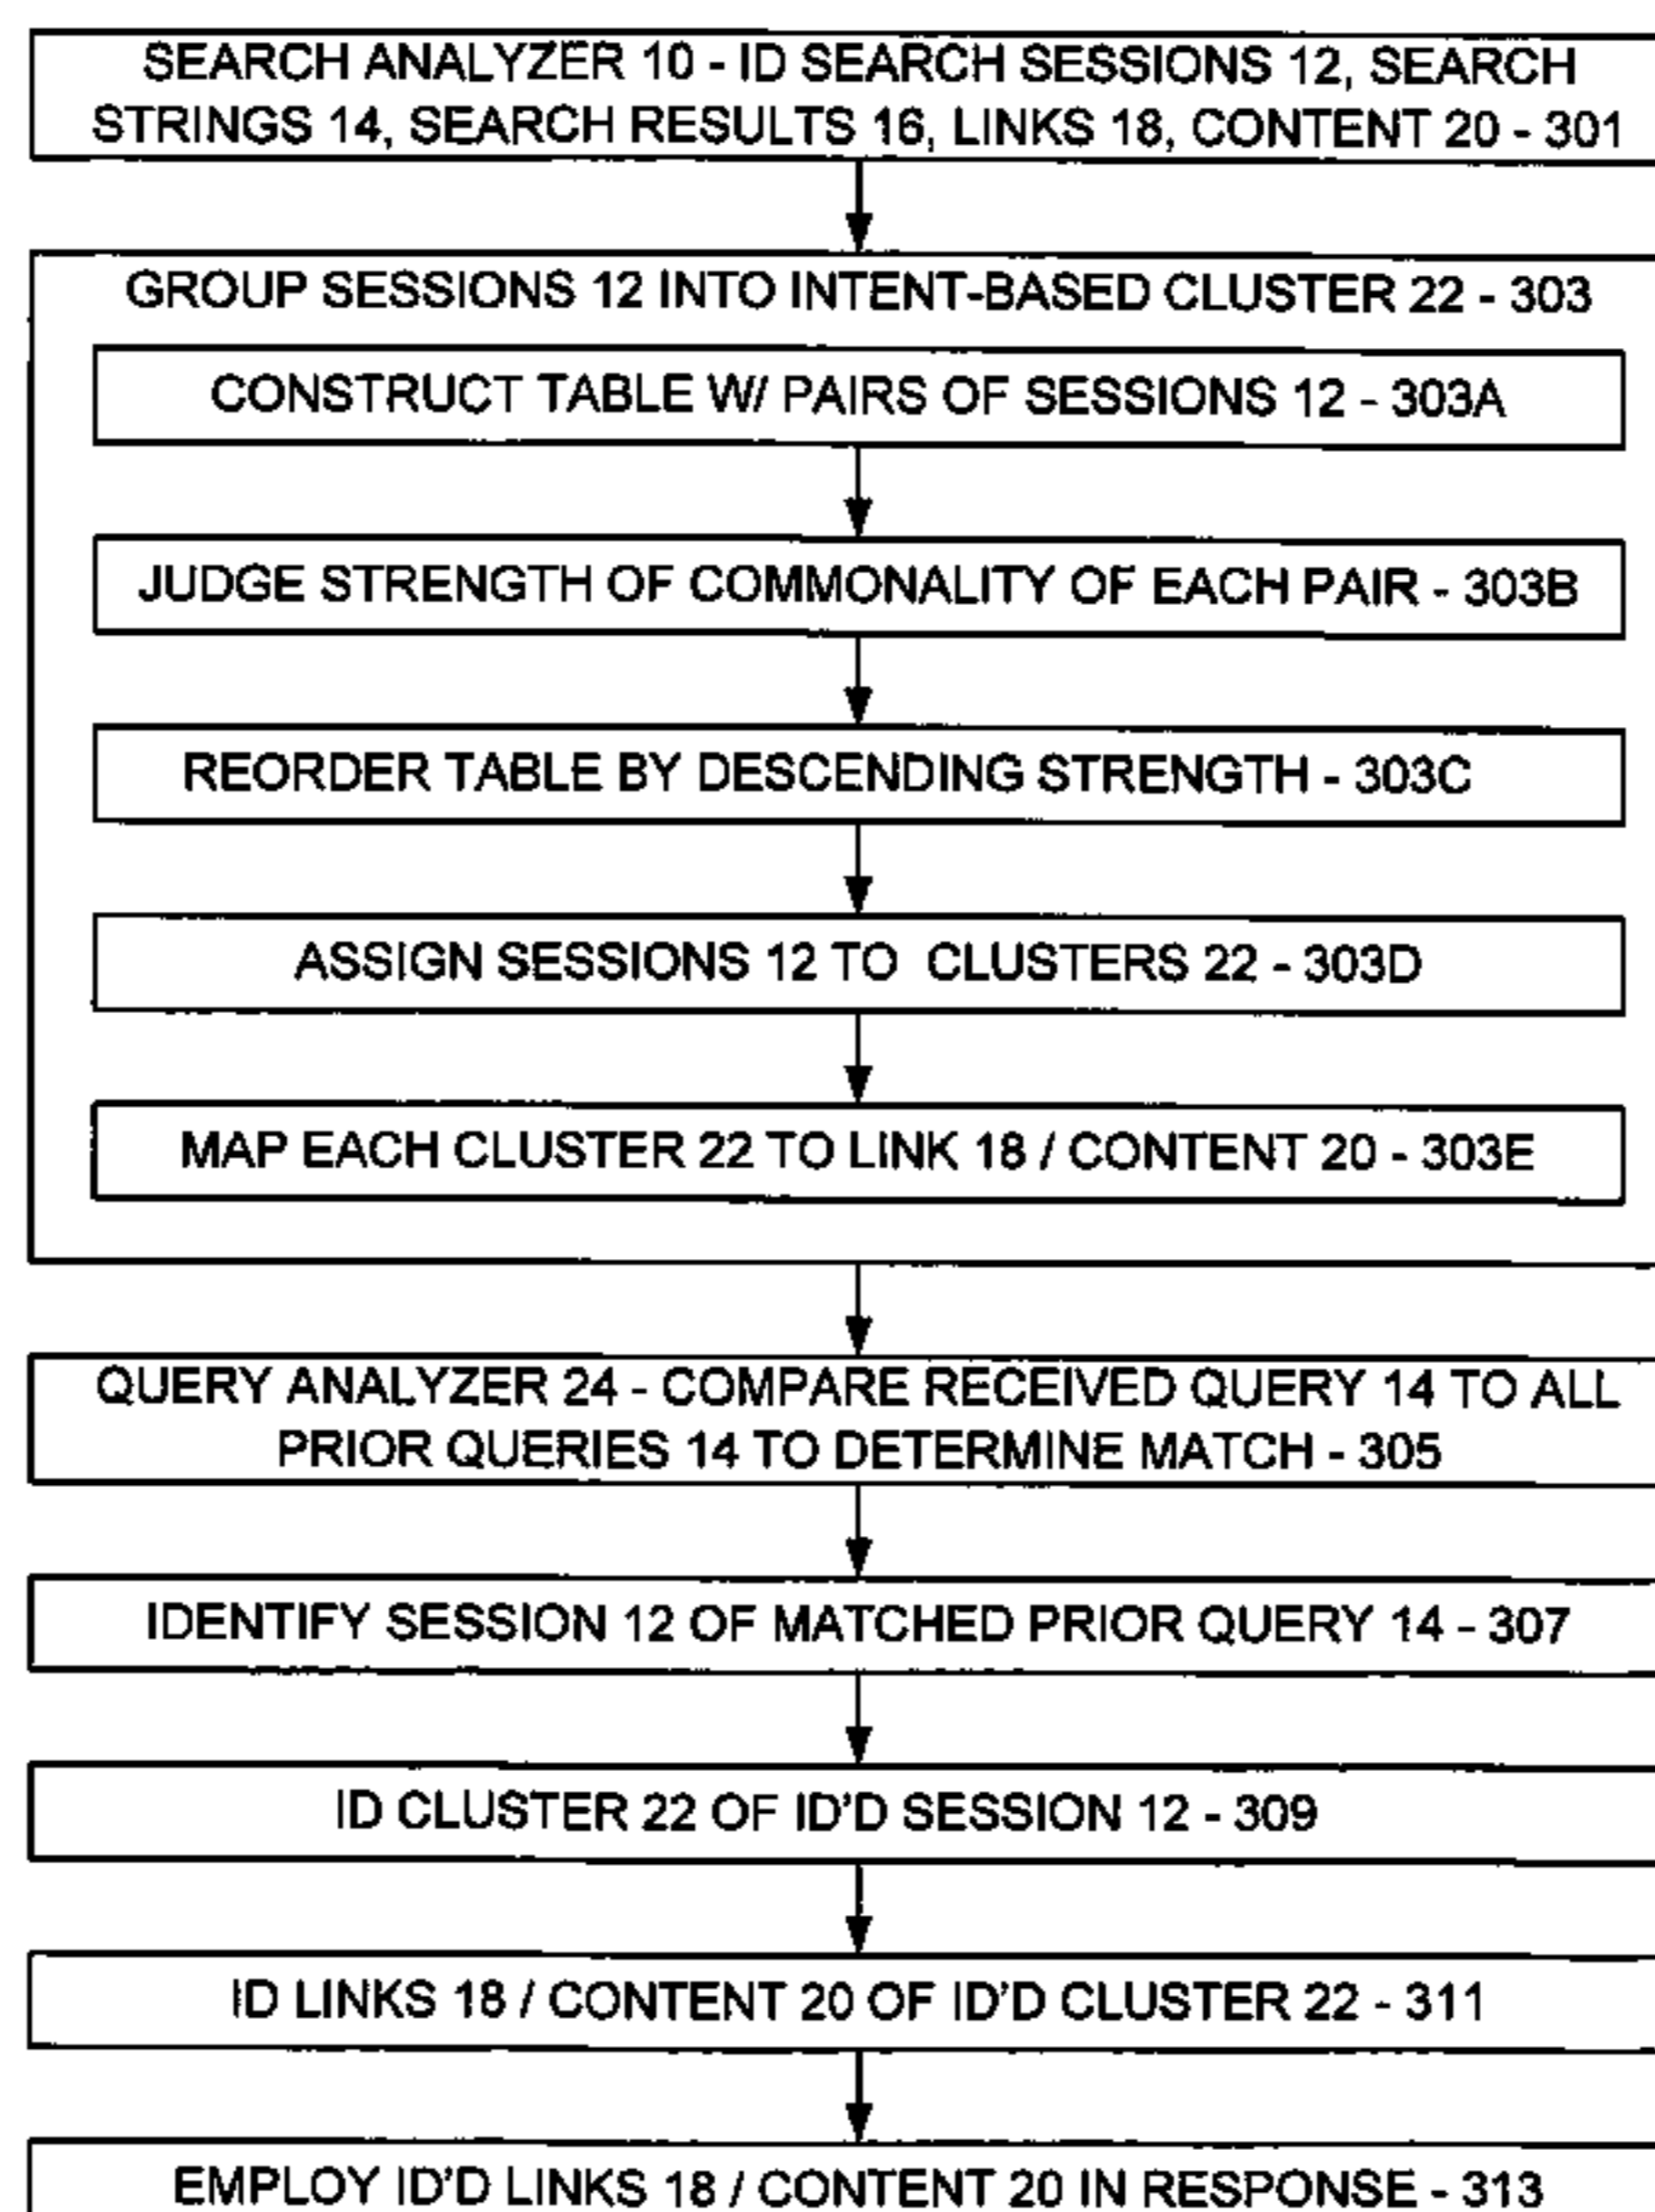 SEARCH ANALYZER 10 - ID SEARCH SESSIONS 12, SEARCH
STRINGS 14, SEARCH RESULTS 16, LINKS 18, CONTENT 20 - 301
GROUP SESSIONS 12 INTO INTENT-BASED CLUSTER 22 - 303
CONSTRUCT TABLE W/ PAIRS OF SESSIONS 12 - 303A
JUDGE STRENGTH OF COMMONALITY OF EACH PAIR - 303B
REORDER TABLE BY DESCENDING STRENGTH - 303C
ASSIGN SESSIONS 12 TO CLUSTERS 22 - 303D
MAP EACH CLUSTER 22 TO LINK 18 / CONTENT 20 - 303E
QUERY ANALYZER 24 - COMPARE RECEIVED QUERY 14 TO ALL
PRIOR QUERIES 14 TO DETERMINE MATCH - 305
IDENTIFY SESSION 12 OF MATCHED PRIOR QUERY 14 - 307
ID CLUSTER 22 OF ID'D SESSION 12 - 309
ID LINKS 18 / CONTENT 20 OF ID'D CLUSTER 22 - 311
EMPLOY ID'D LINKS 18 / CONTENT 20 IN RESPONSE - 313